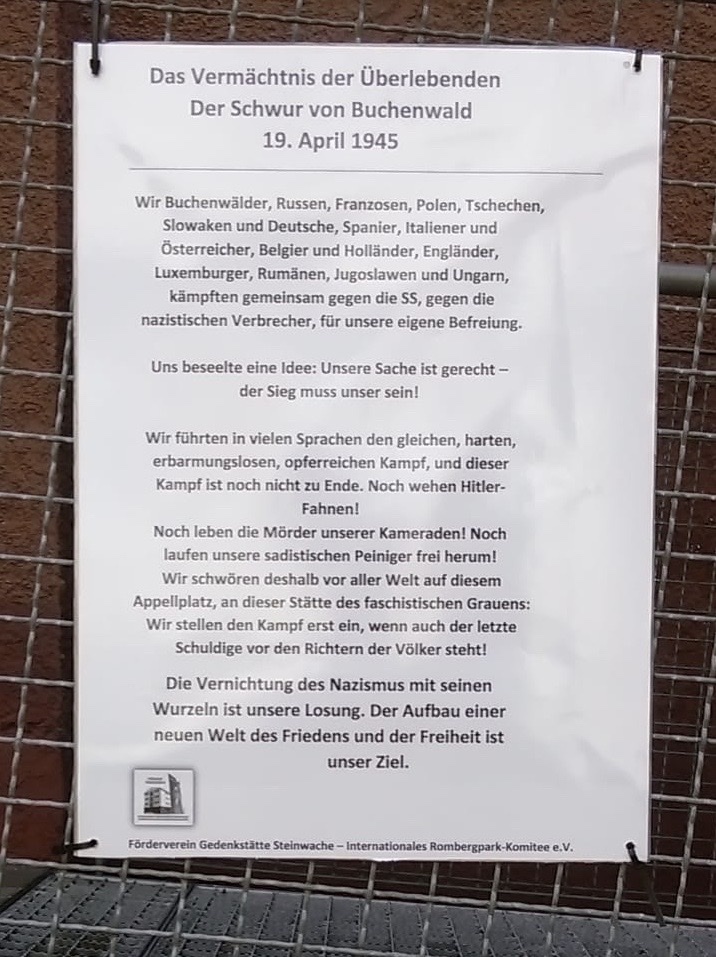 Das Vermächtnis der Überlebenden
Der Schwur von Buchenwald
19. April 1945
Wir Buchenwälder, Russen, Franzosen, Polen, Tschechen,
Slowaken und Deutsche, Spanier, Italiener und
Österreicher, Belgier und Holländer, Engländer,
Luxemburger, Rumänen, Jugoslawen und Ungarn,
kämpften gemeinsam gegen die SS, gegen die
nazistischen Verbrecher, für unsere eigene Befreiung.
Uns beseelte eine Idee: Unsere Sache ist gerecht –
der Sieg muss unser sein!
Wir führten in vielen Sprachen den gleichen, harten,
erbarmungslosen, opferreichen Kampf, und dieser
Kampf ist noch nicht zu Ende. Noch wehen Hitler-
Fahnen!
Noch leben die Mörder unserer Kameraden! Noch
laufen unsere sadistischen Peiniger frei herum!
Wir schwören deshalb vor aller Welt auf diesem
Appellplatz, an dieser Stätte des faschistischen Grauens:
Wir stellen den Kampf erst ein, wenn auch der letzte
Schuldige vor den Richtern der Völker steht!
Die Vernichtung des Nazismus mit seinen
Wurzeln ist unsere Losung. Der Aufbau einer
neuen Welt des Friedens und der Freiheit ist
unser Ziel.
Förderverein Gedenkstätte Steinwache – Internationales Rombergpark-Komitee e.V.